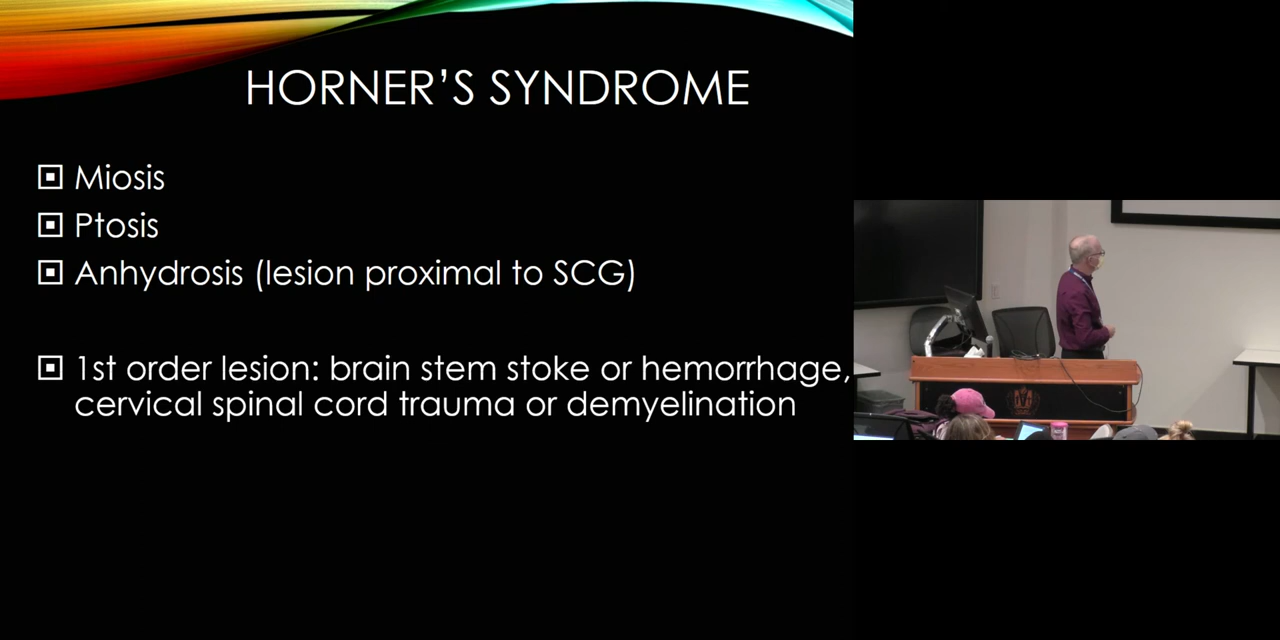 HORNER'S SYNDROME
Miosis
Ptosis
Anhydrosis (lesion proximal to SCG)
1st order lesion: brain stem stoke or hemorrhage,
cervical spinal cord trauma or demyelination